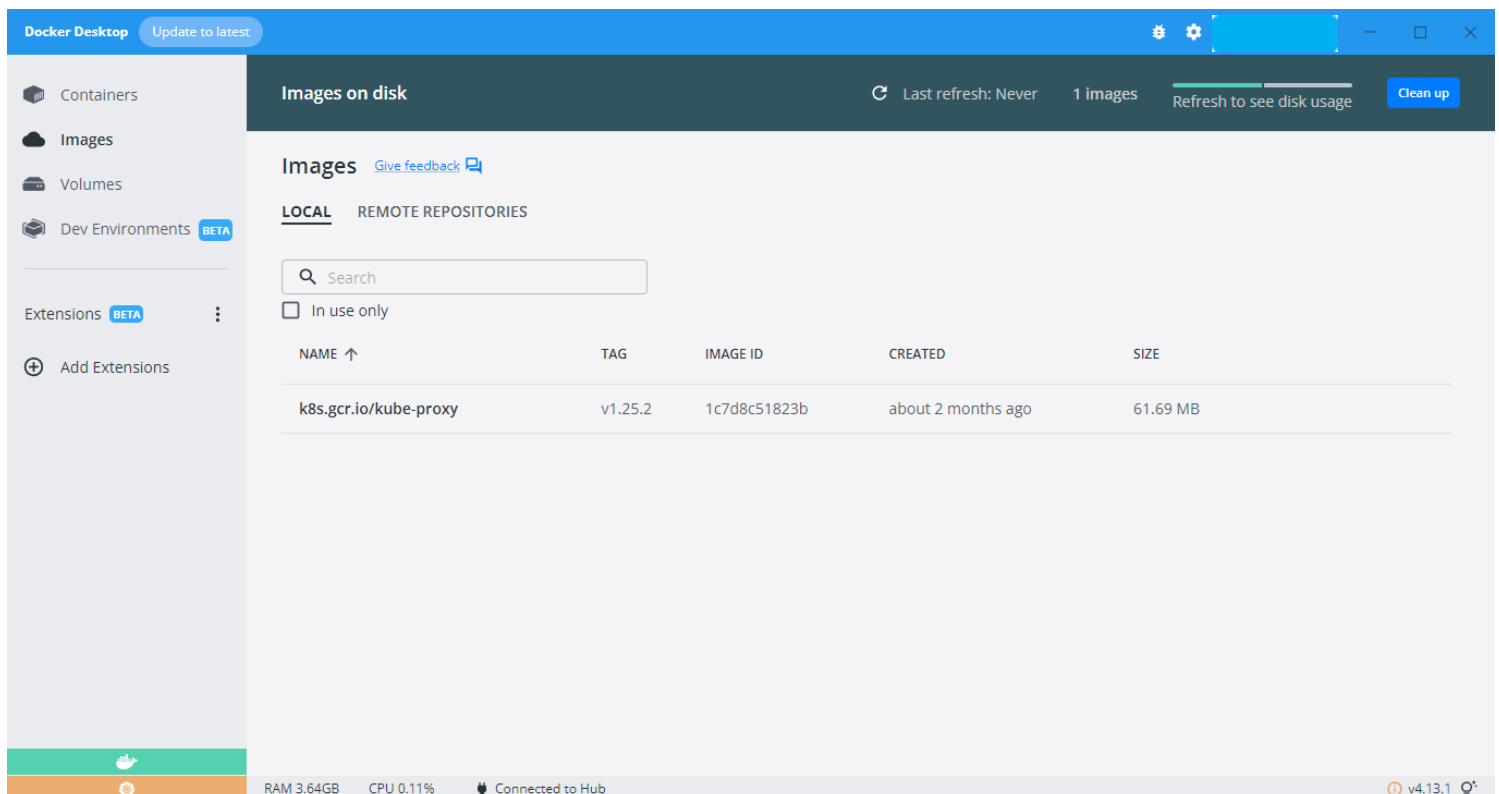 Docker Desktop Update to latest
Containers
Images
Volumes
Dev Environments BETA
Extensions BETA
Add Extensions
Images on disk Last refresh: Never 1 images Refresh to see disk usage Clean up
Images Give feedback
LOCAL REMOTE REPOSITORIES
Search
In use only
NAME TAG IMAGE ID CREATED SIZE
k8s.gcr.io/kube-proxy v1.25.2 1c7d8c51823b about 2 months ago 61.69 MB
RAM 3.64GB CPU 0.11% Connected to Hub v4.13.1